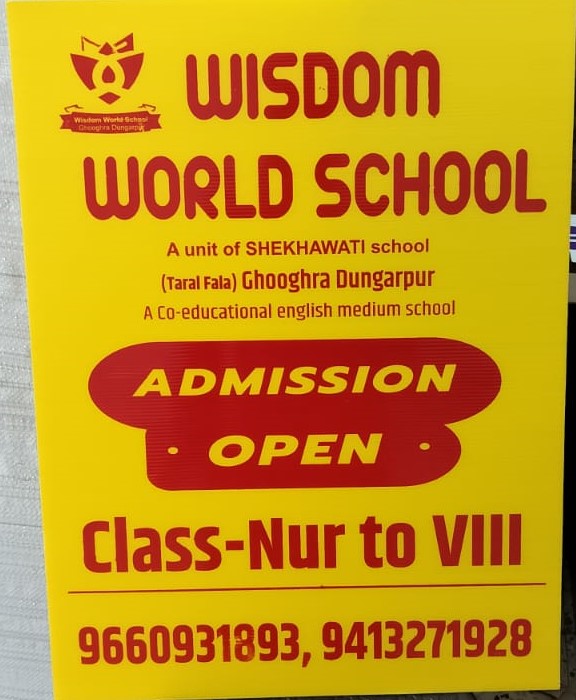 Wisdom World School
Ghooghra Dungarpur
WISDOM
WORLD SCHOOL
A unit of SHEKHAWATI school
(Taral Fala) Ghooghra Dungarpur
A Co-educational english medium school
ADMISSION
• OPEN •
Class-Nur to VIII
9660931893, 9413271928